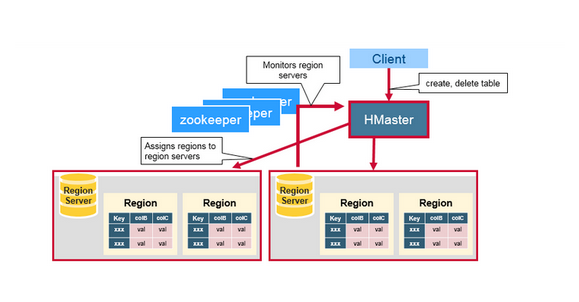 Client
Monitors region
servers
create, delete table
zookeeper
HMaster
Assigns regions to
region servers
Region
Server
Region
Key colB colC
xxx val val
xxx val val
Region
Key colB colC
xxx val val
xxx val val
Region
Server
Region
Key colB colC
xxx val val
xxx val val
Region
Key colB colC
xxx val val
xxx val val